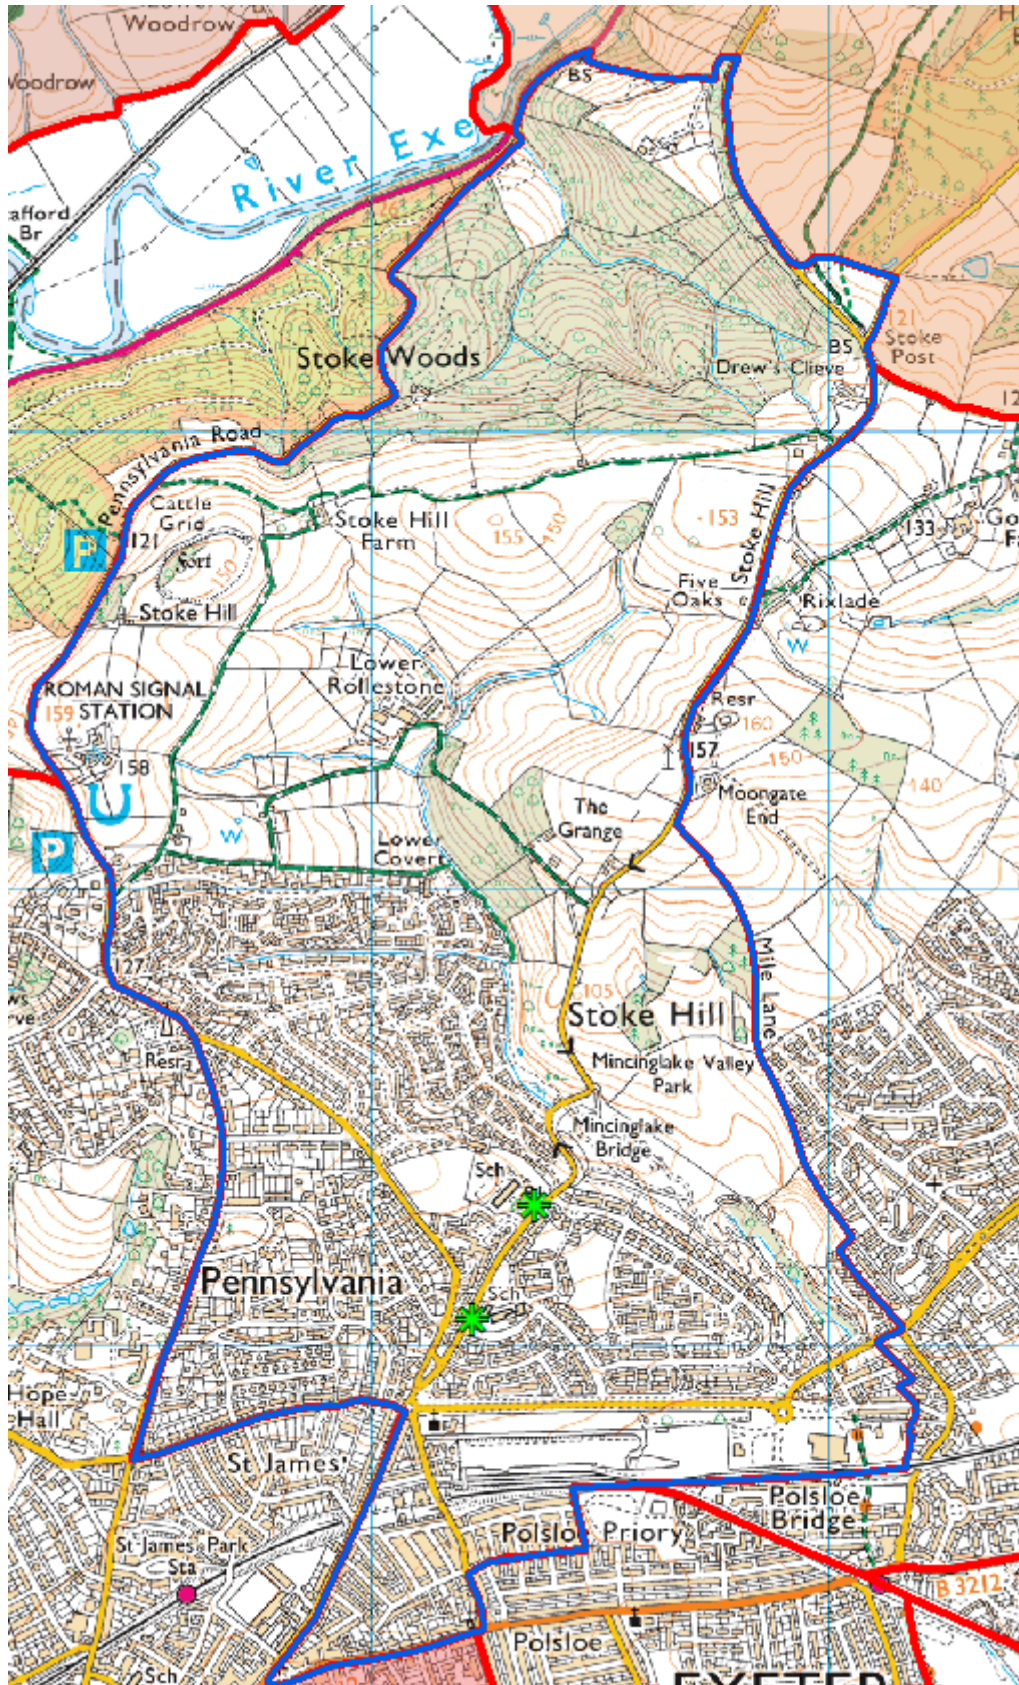 Lower
Woodrow
Woodrow
BS
River Exe
afford
Br
Stoke Woods
121
Stoke
Post
BS
Drew's Clieve
Pennsylvania Road
Cattle
Grid
121
Fort
150
Stoke Hill
Farm
155
150
153
Stoke Hill
133
Five
Oaks
Rixlade
W
Stoke Hill
Lower
Rollestone
ROMAN SIGNAL
STATION
159
158
P
Resr
160
157
150
140
Moongate
End
The
Grange
P
W
Lower
Covert
127
Mile Lane
105
Stoke Hill
Resr
Mincinglake Valley
Park
Mincinglake
Bridge
Sch
Pennsylvania
Sch
Hope
Hall
St James'
Polsloe
Bridge
Polsloe Priory
St James Park
Sta
B 3212
Polsloe
Sch
EXETER